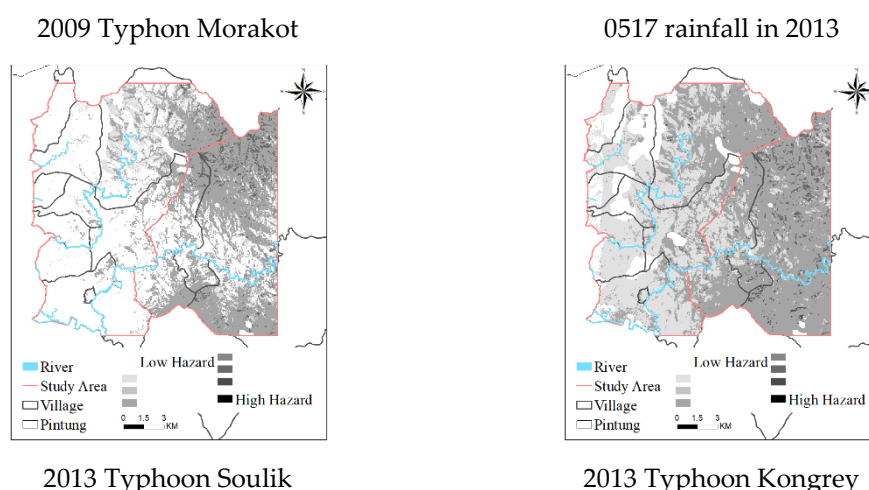 2009 Typhon Morakot
0517 rainfall in 2013
Low Hazard
River
Study Area
Village
Pintung
High Hazard
0 1.5 3
KM
Low Hazard
River
Study Area
Village
Pintung
High Hazard
0 1.5 3
KM
2013 Typhoon Soulik
2013 Typhoon Kongrey